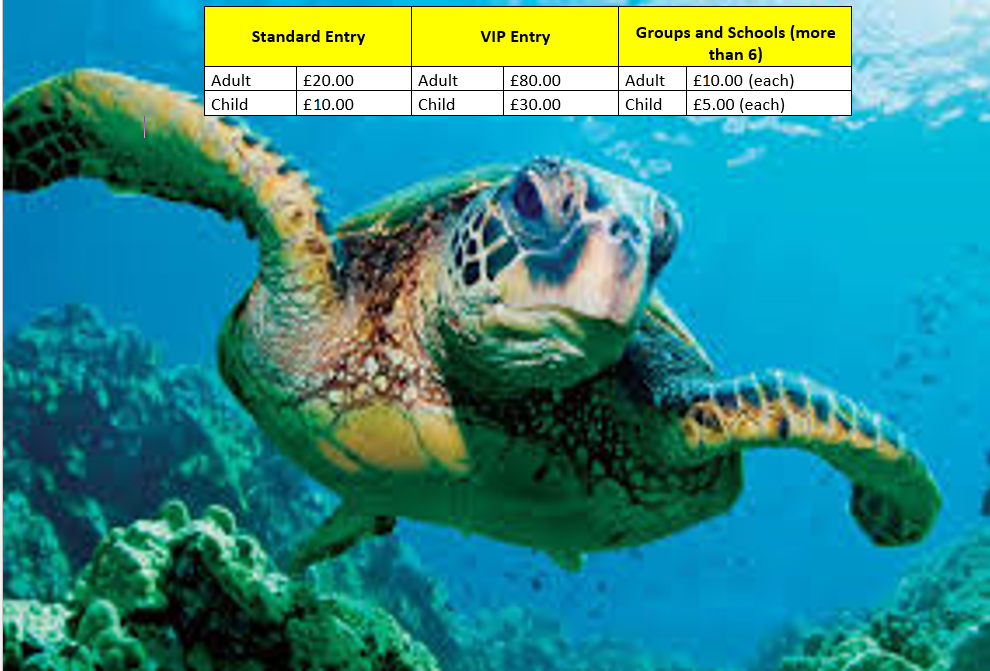 Standard Entry VIP Entry Groups and Schools (more
than 6)
Adult £20.00 Adult £80.00 Adult £10.00 (each)
Child £10.00 Child £30.00 Child £5.00 (each)